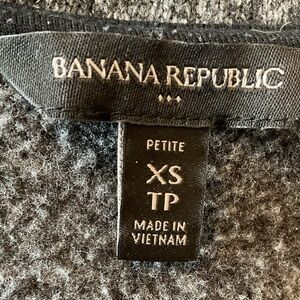 BANANA REPUBLIC
PETITE
XS
TP
MADE IN
VIETNAM